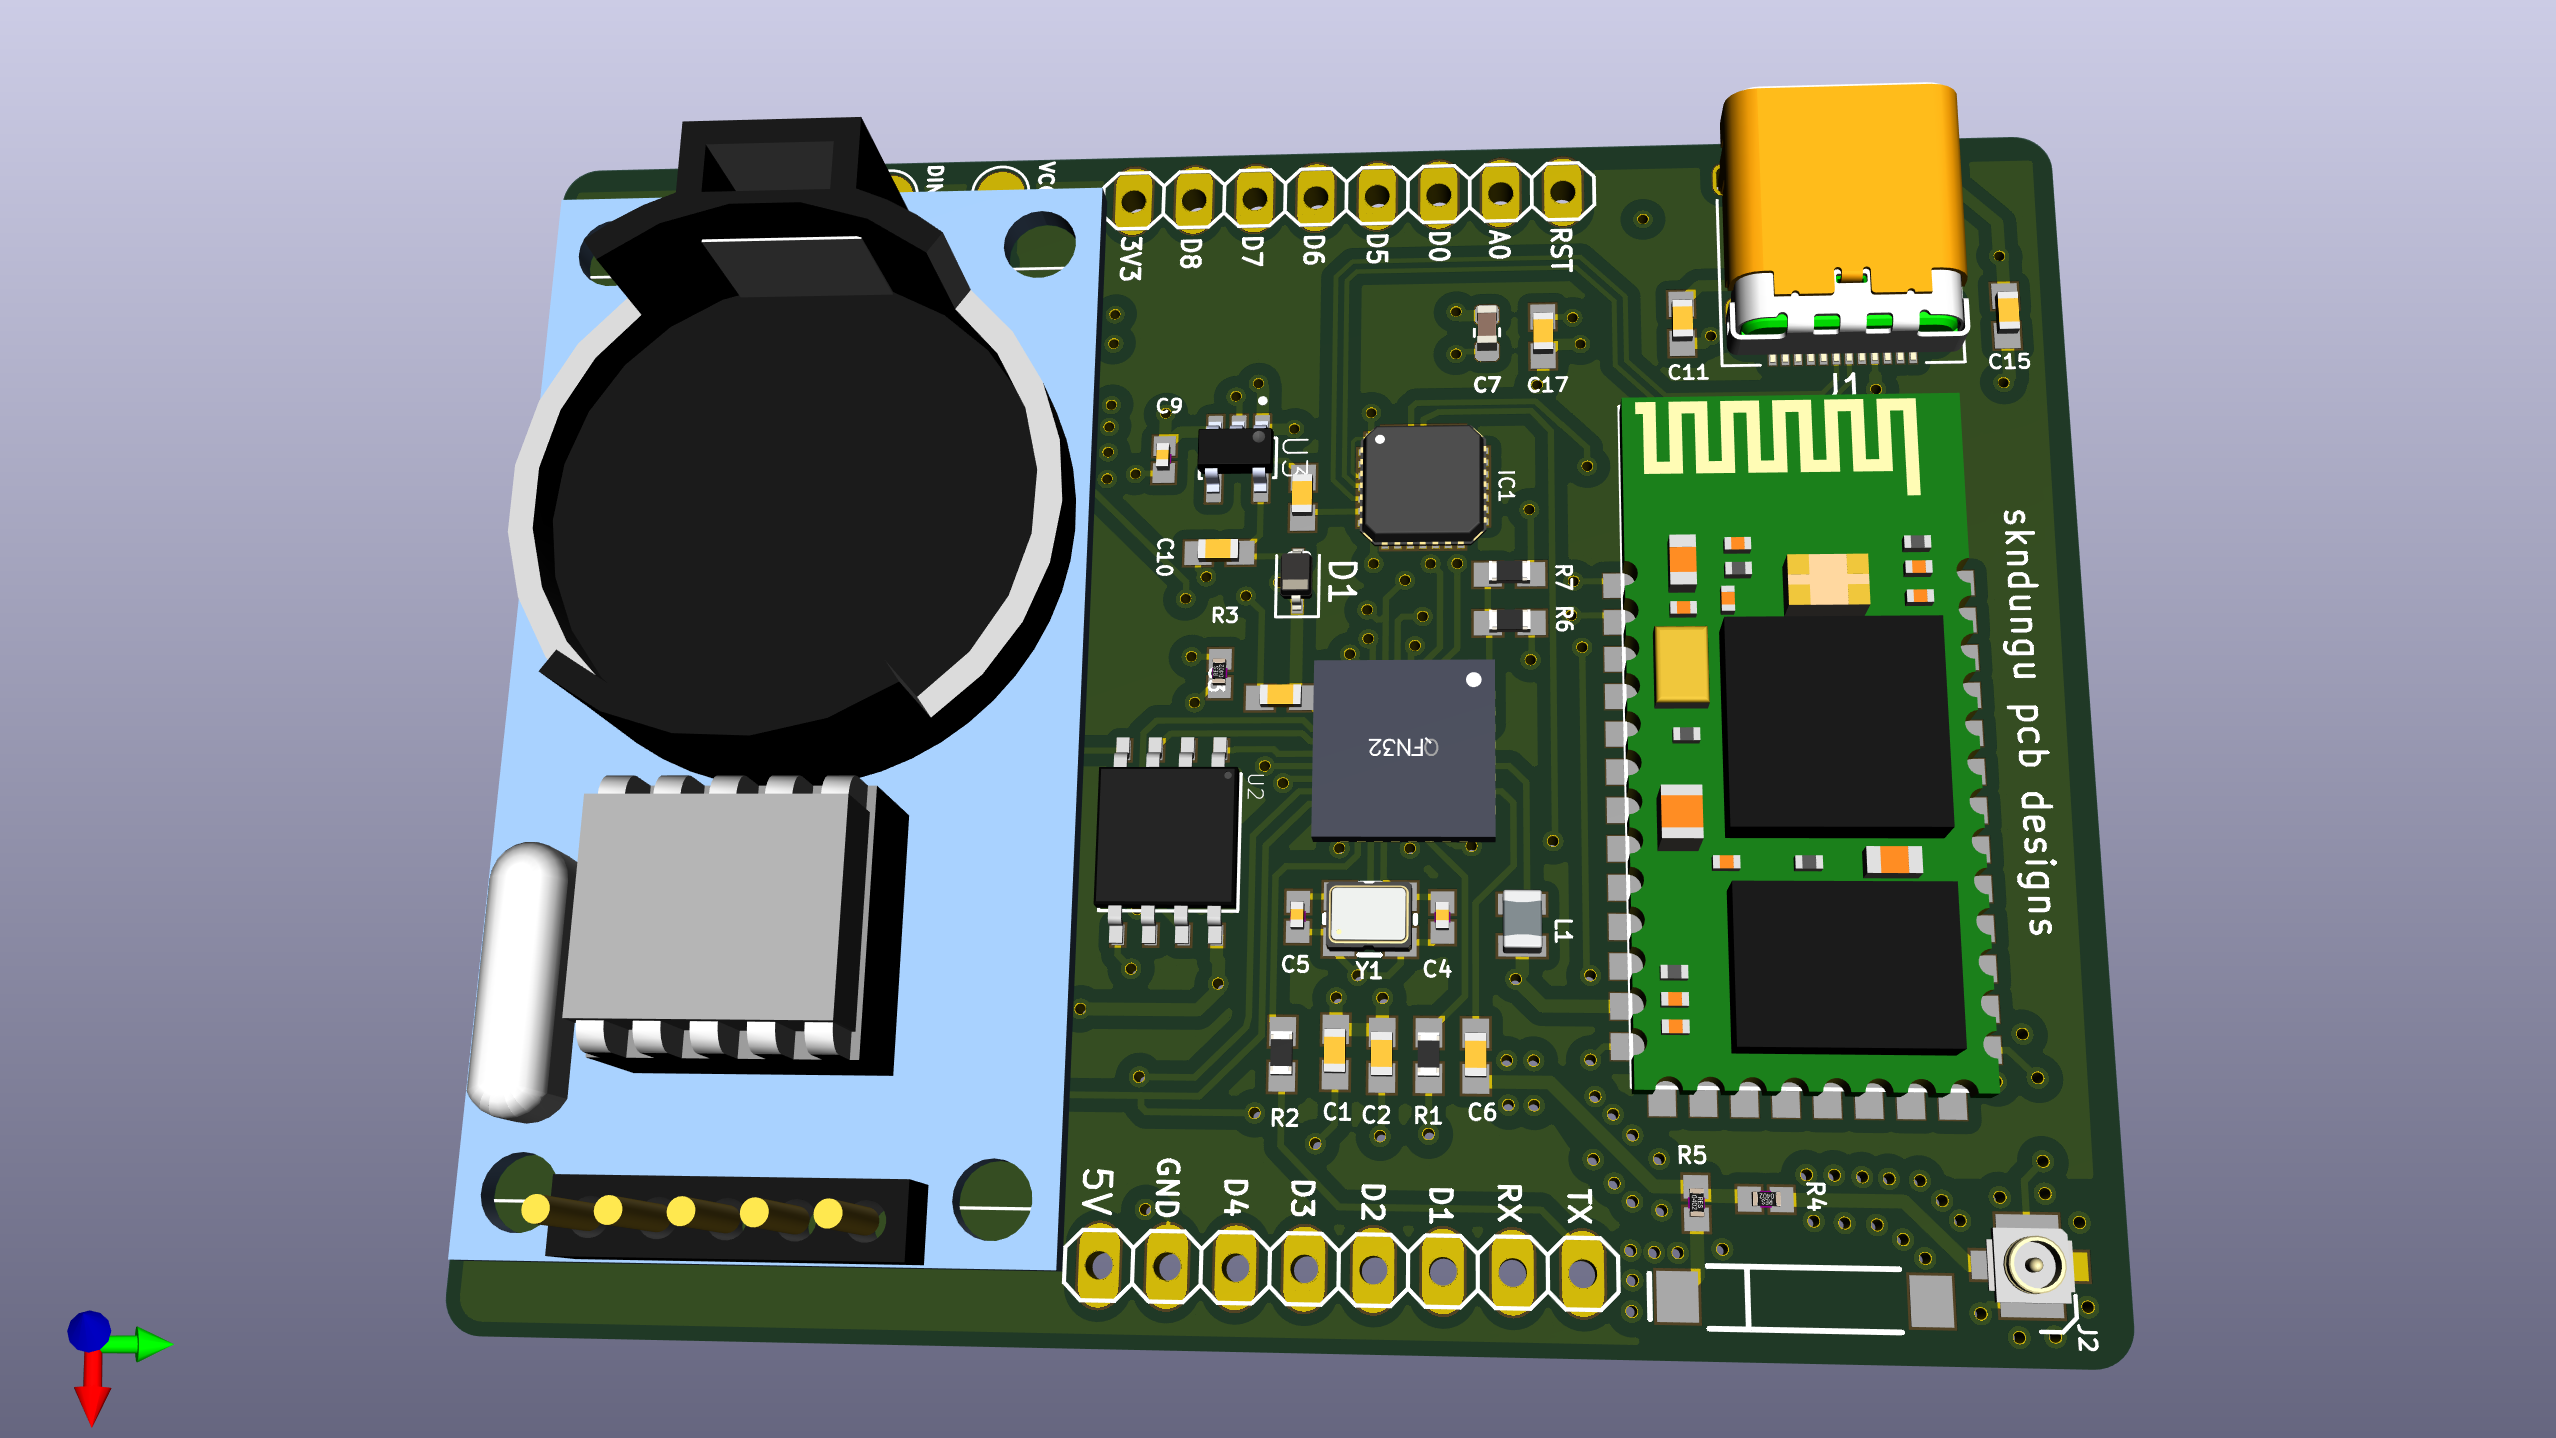 3V3
D8
D7
D6
D5
D0
A0
RST
C7
C17
C11
J1
C15
C9
U3
IC1
C10
D1
R3
R7
R6
QFN32
U2
skndungu pcb designs
C5
Y1
C4
L1
R2
C1
C2
R1
C6
R5
R4
5V
GND
D4
D3
D2
D1
RX
TX
J2